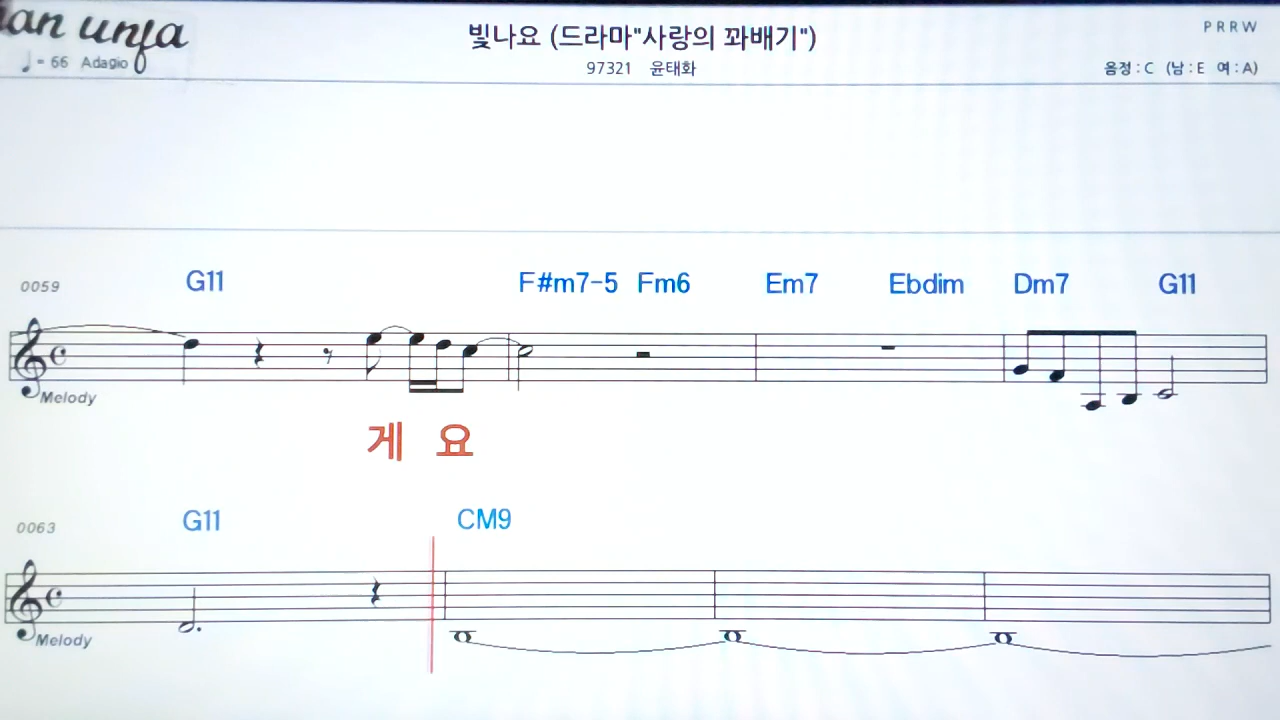 an unfa
빛나요 (드라마"사랑의 꽈배기")
PRRW
♩= 66 Adagio
97321 윤태화
음정 : C (남 : E 여 : A)
0059 G11 F#m7-5 Fm6 Em7 Ebdim Dm7 G11
Melody
게 요
0063 G11 CM9
Melody